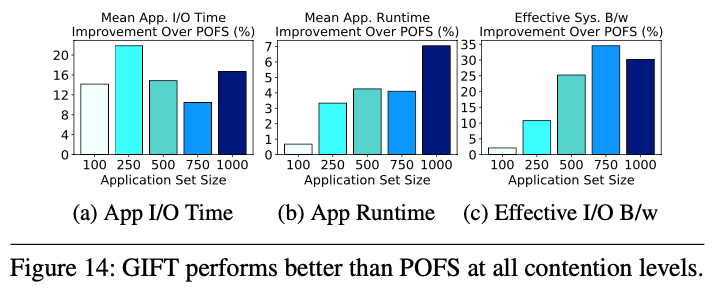 Mean App. I/O Time
Improvement Over POFS (%)
20
16
12
8
4
0
100 250 500 750 1000
Application Set Size
(a) App I/O Time
Mean App. Runtime
Improvement Over POFS (%)
7
6
5
4
3
2
1
0
100 250 500 750 1000
Application Set Size
(b) App Runtime
Effective Sys. B/w
Improvement Over POFS (%)
35
30
25
20
15
10
5
0
100 250 500 750 1000
Application Set Size
(c) Effective I/O B/w
Figure 14: GIFT performs better than POFS at all contention levels.